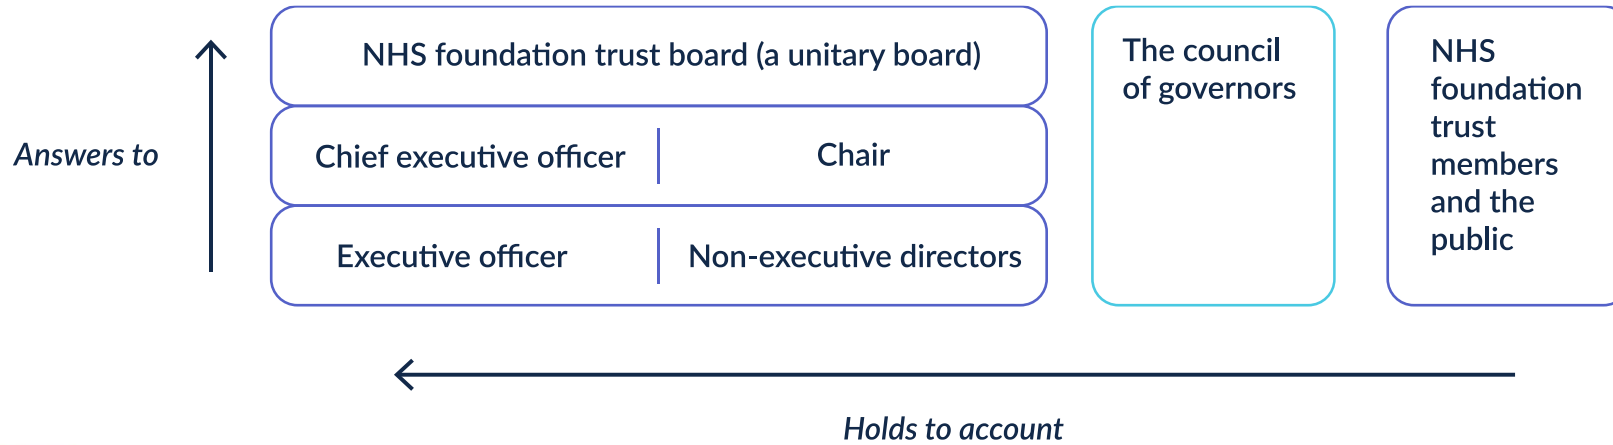 Answers to
NHS foundation trust board (a unitary board)
Chief executive officer
Chair
Executive officer
Non-executive directors
The council
of governors
NHS
foundation
trust
members
and the
public
Holds to account